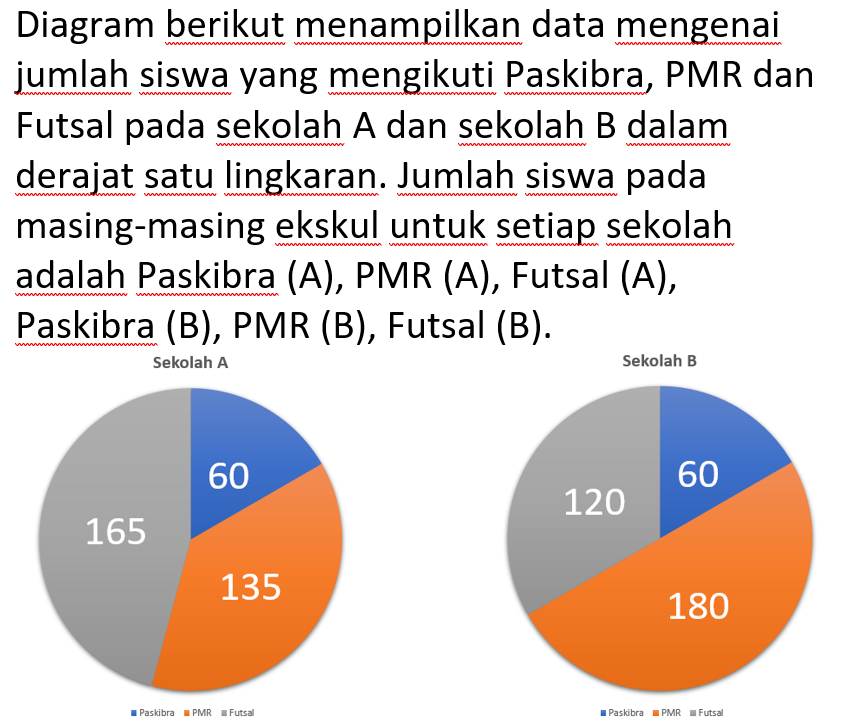 Diagram berikut menampilkan data mengenai
jumlah siswa yang mengikuti Paskibra, PMR dan
Futsal pada sekolah A dan sekolah B dalam
derajat satu lingkaran. Jumlah siswa pada
masing-masing ekskul untuk setiap sekolah
adalah Paskibra (A), PMR (A), Futsal (A),
Paskibra (B), PMR (B), Futsal (B).
Sekolah A
60
165
135
Paskibra PMR Futsal
Sekolah B
60
120
180
Paskibra PMR Futsal